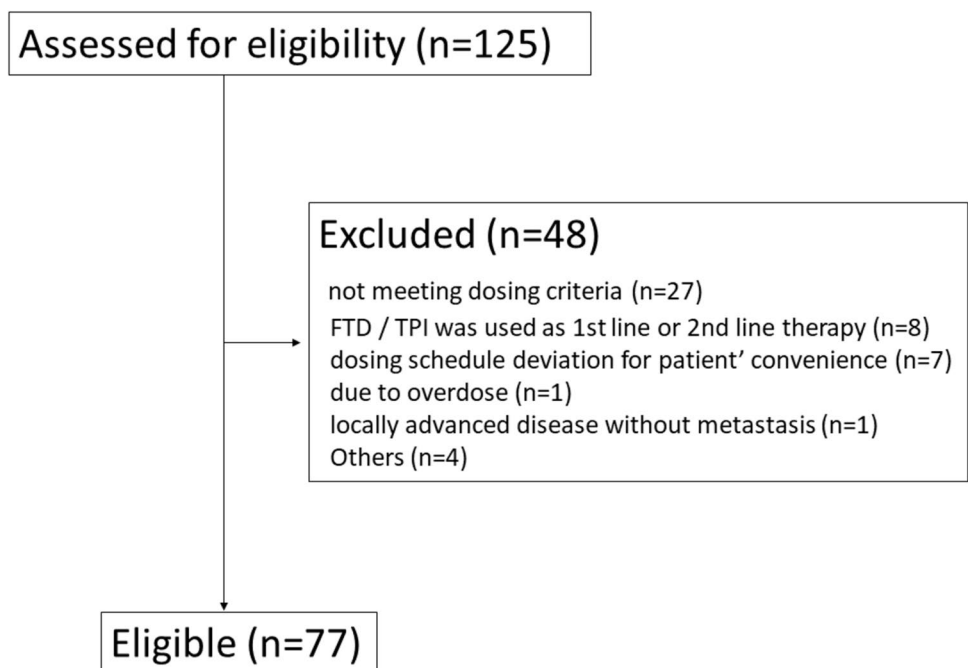 Assessed for eligibility (n=125)
Excluded (n=48)
not meeting dosing criteria (n=27)
FTD / TPI was used as 1st line or 2nd line therapy (n=8)
dosing schedule deviation for patient’ convenience (n=7)
due to overdose (n=1)
locally advanced disease without metastasis (n=1)
Others (n=4)
Eligible (n=77)